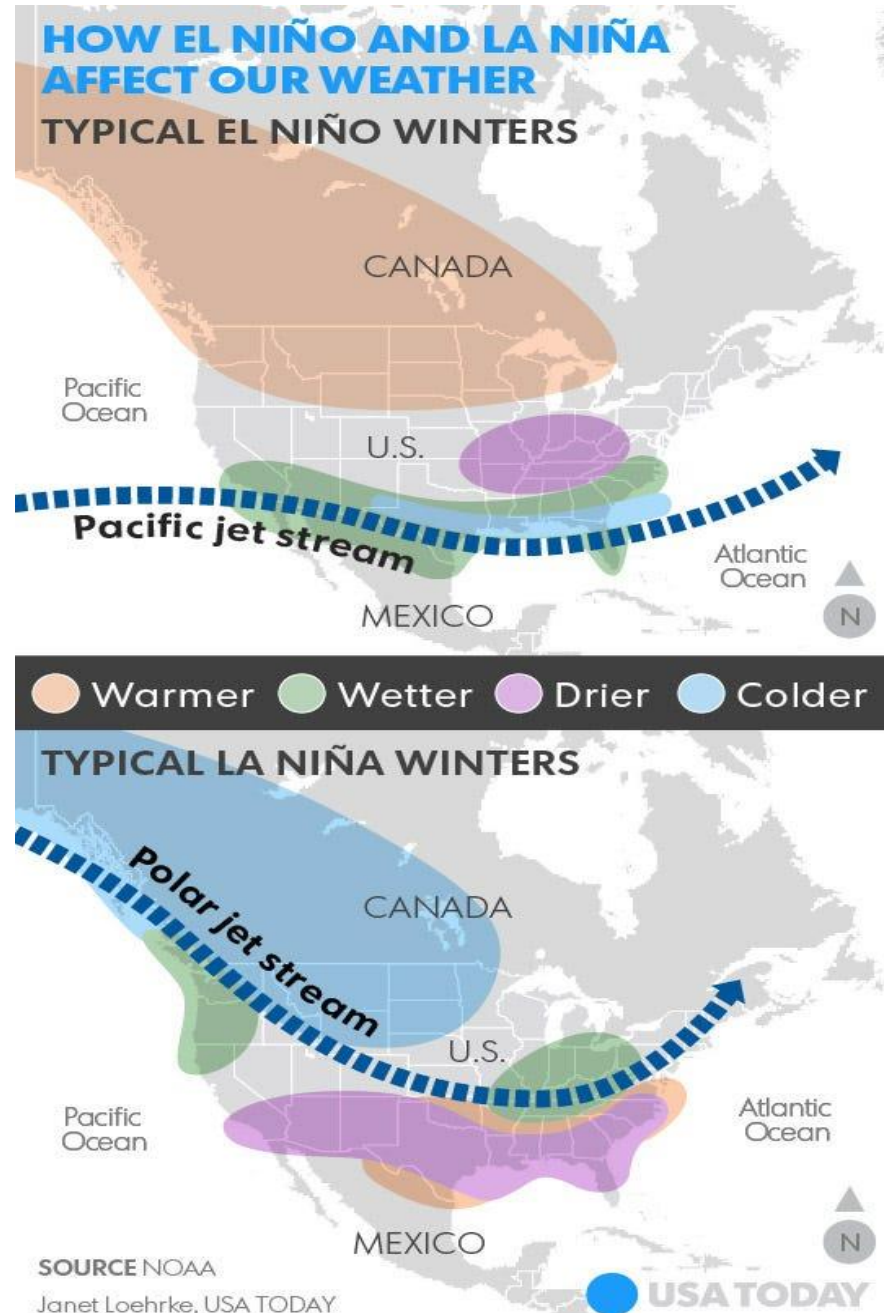 HOW EL NIÑO AND LA NIÑA
AFFECT OUR WEATHER
TYPICAL EL NIÑO WINTERS
CANADA
Pacific
Ocean
U.S.
Pacific jet stream
Atlantic
Ocean
MEXICO
N
Warmer Wetter Drier Colder
TYPICAL LA NIÑA WINTERS
Polar jet stream
CANADA
U.S.
Pacific
Ocean
Atlantic
Ocean
MEXICO
N
SOURCE NOAA
Janet Loehrke, USA TODAY
USA TODAY